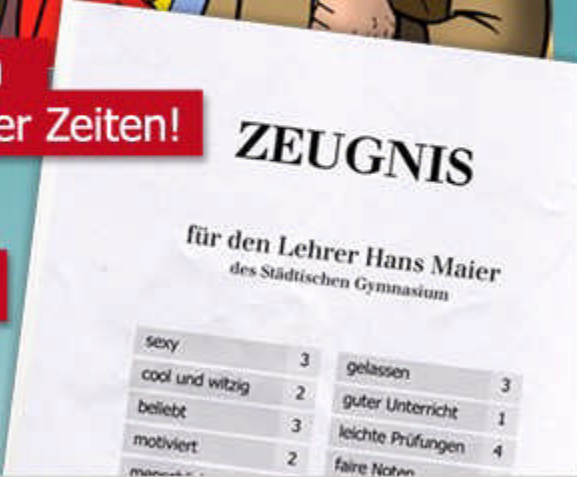 er Zeiten!
ZEUGNIS
für den Lehrer Hans Maier
des Städtischen Gymnasium
sexy 3
cool und witzig 2
beliebt 3
motiviert 2
gelassen 3
guter Unterricht 1
leichte Prüfungen 4
faire Noten